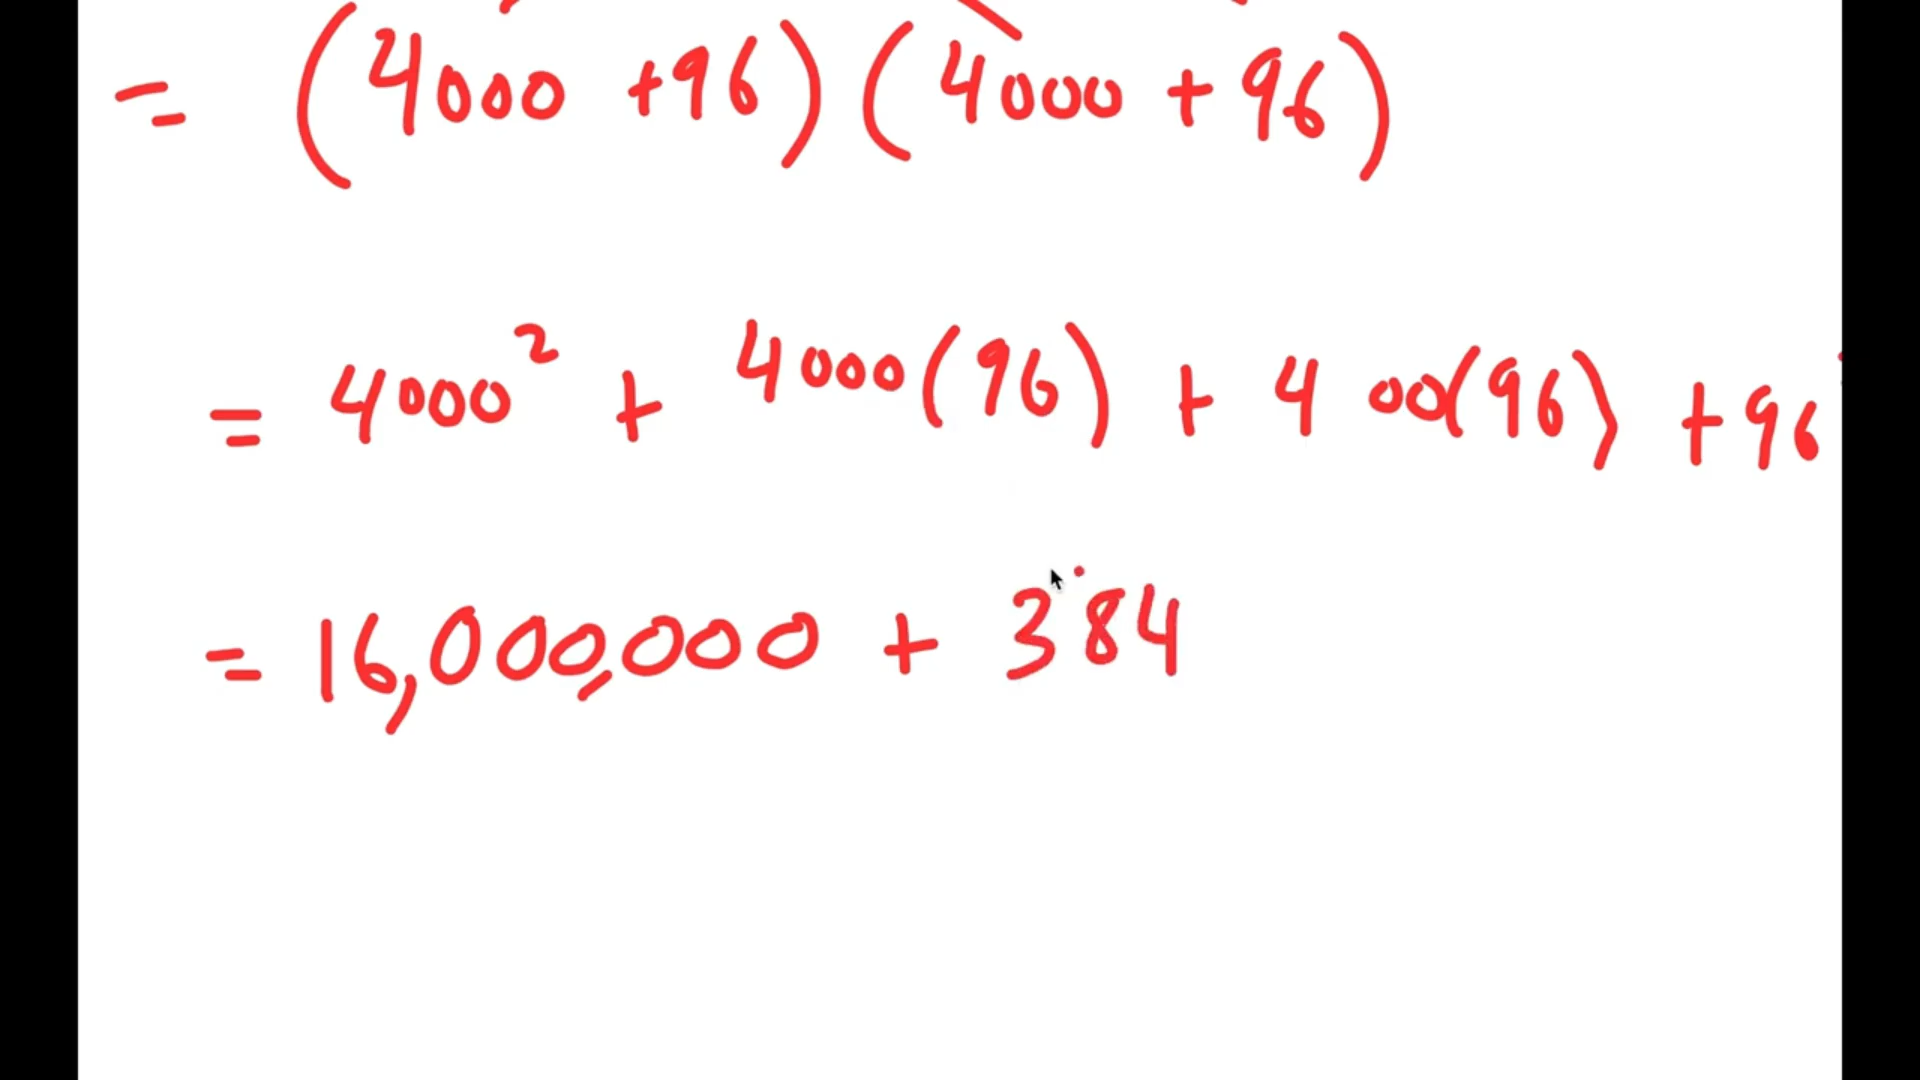 = (4000 +96) (4000 + 96)
= 4000² + 4000(96) + 4 00(96) +96
= 16,000,000 + 384